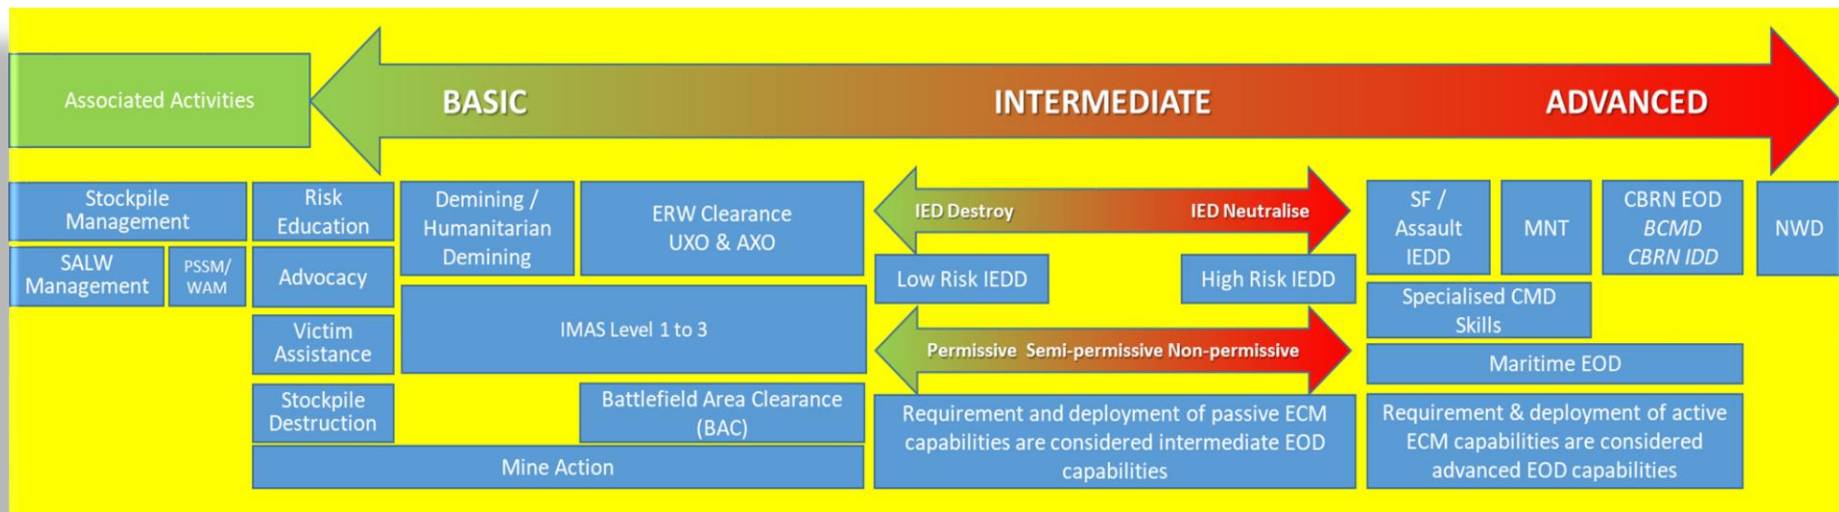 Associated Activities
BASIC
INTERMEDIATE
ADVANCED
Stockpile
Management
SALW
Management
PSSM/
WAM
Risk
Education
Advocacy
Victim
Assistance
Stockpile
Destruction
Demining /
Humanitarian
Demining
ERW Clearance
UXO & AXO
IMAS Level 1 to 3
Battlefield Area Clearance
(BAC)
Mine Action
IED Destroy
IED Neutralise
Low Risk IEDD
High Risk IEDD
Permissive Semi-permissive Non-permissive
Requirement and deployment of passive ECM
capabilities are considered intermediate EOD
capabilities
SF /
Assault
IEDD
MNT
CBRN EOD
BCMD
CBRN IDD
NWD
Specialised CMD
Skills
Maritime EOD
Requirement & deployment of active
ECM capabilities are considered
advanced EOD capabilities